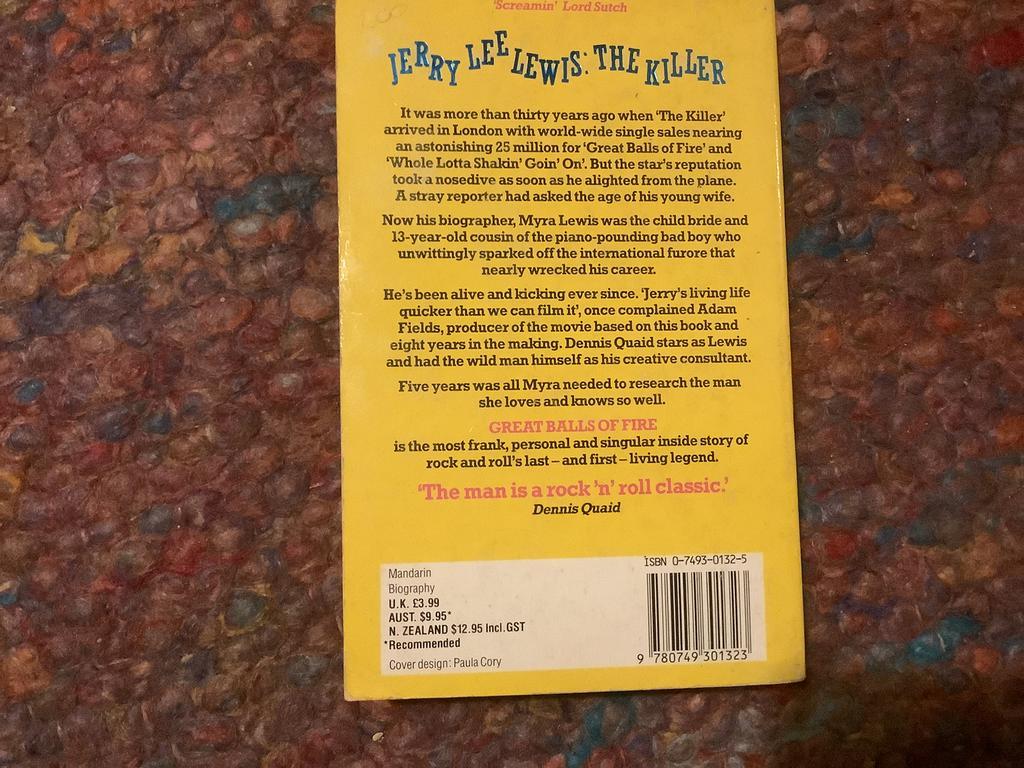 'Screamin' Lord Sutch
JERRY LEE LEWIS: THE KILLER
It was more than thirty years ago when 'The Killer'
arrived in London with world-wide single sales nearing
an astonishing 25 million for 'Great Balls of Fire' and
'Whole Lotta Shakin' Goin' On'. But the star's reputation
took a nosedive as soon as he alighted from the plane.
A stray reporter had asked the age of his young wife.
Now his biographer, Myra Lewis was the child bride and
13-year-old cousin of the piano-pounding bad boy who
unwittingly sparked off the international furore that
nearly wrecked his career.
He's been alive and kicking ever since. 'Jerry's living life
quicker than we can film it', once complained Adam
Fields, producer of the movie based on this book and
eight years in the making. Dennis Quaid stars as Lewis
and had the wild man himself as his creative consultant.
Five years was all Myra needed to research the man
she loves and knows so well.
GREAT BALLS OF FIRE
is the most frank, personal and singular inside story of
rock and roll's last – and first – living legend.
'The man is a rock 'n' roll classic.'
Dennis Quaid
Mandarin
Biography
U.K. £3.99
AUST. $9.95*
N. ZEALAND $12.95 Incl.GST
*Recommended
Cover design: Paula Cory
ISBN 0-7493-0132-5
9 780749 301323